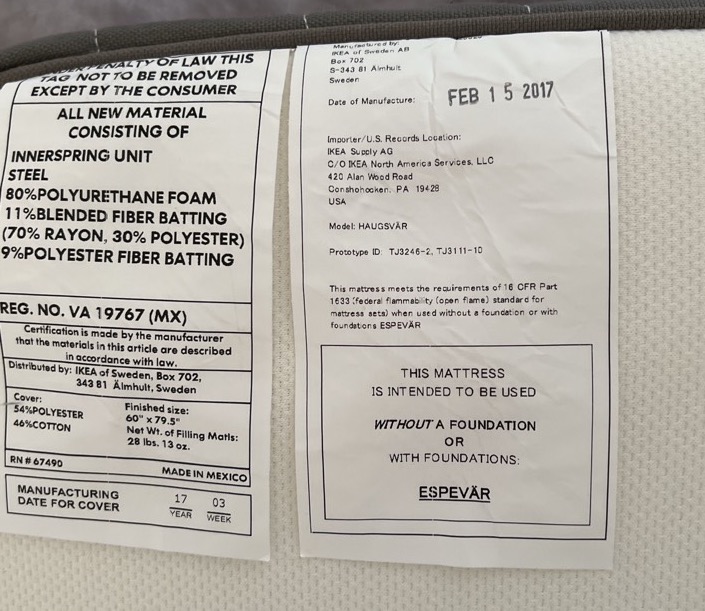 PENALTY OF LAW THIS
TAG NOT TO BE REMOVED
EXCEPT BY THE CONSUMER
ALL NEW MATERIAL
CONSISTING OF
INNERSPRING UNIT
STEEL
80%POLYURETHANE FOAM
11%BLENDED FIBER BATTING
(70% RAYON, 30% POLYESTER)
9%POLYESTER FIBER BATTING
REG. NO. VA 19767 (MX)
Certification is made by the manufacturer
that the materials in this article are described
in accordance with law.
Distributed by: IKEA of Sweden, Box 702,
343 81 Älmhult, Sweden
Cover:
54%POLYESTER
46%COTTON
Finished size:
60" x 79.5"
Net Wt. of Filling Matls:
28 lbs. 13 oz.
RN # 67490
MADE IN MEXICO
MANUFACTURING
DATE FOR COVER
17
YEAR
03
WEEK
Manufactured by:
IKEA of Sweden AB
Box 702
S-343 81 Älmhult
Sweden
Date of Manufacture: FEB 15 2017
Importer/U.S. Records Location:
IKEA Supply AG
C/O IKEA North America Services, LLC
420 Alan Wood Road
Conshohocken, PA 19428
USA
Model: HAUGSVÄR
Prototype ID: TJ3246-2, TJ3111-10
This mattress meets the requirements of 16 CFR Part
1633 (federal flammability (open flame) standard for
mattress sets) when used without a foundation or with
foundations ESPEVÄR
THIS MATTRESS
IS INTENDED TO BE USED
WITHOUT A FOUNDATION
OR
WITH FOUNDATIONS:
ESPEVÄR